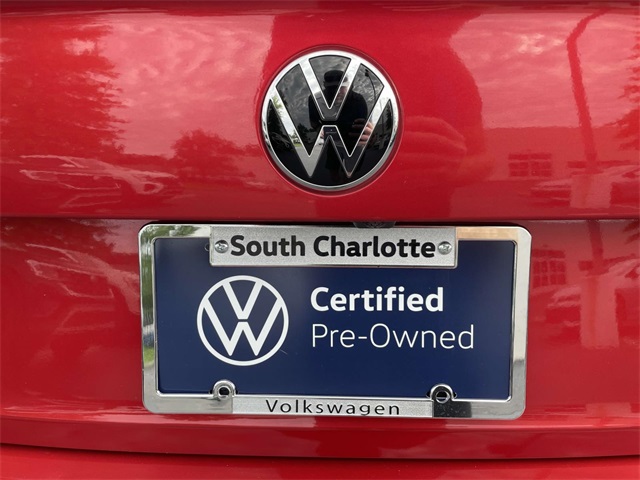 South Charlotte
Certified
Pre-Owned
Volkswagen